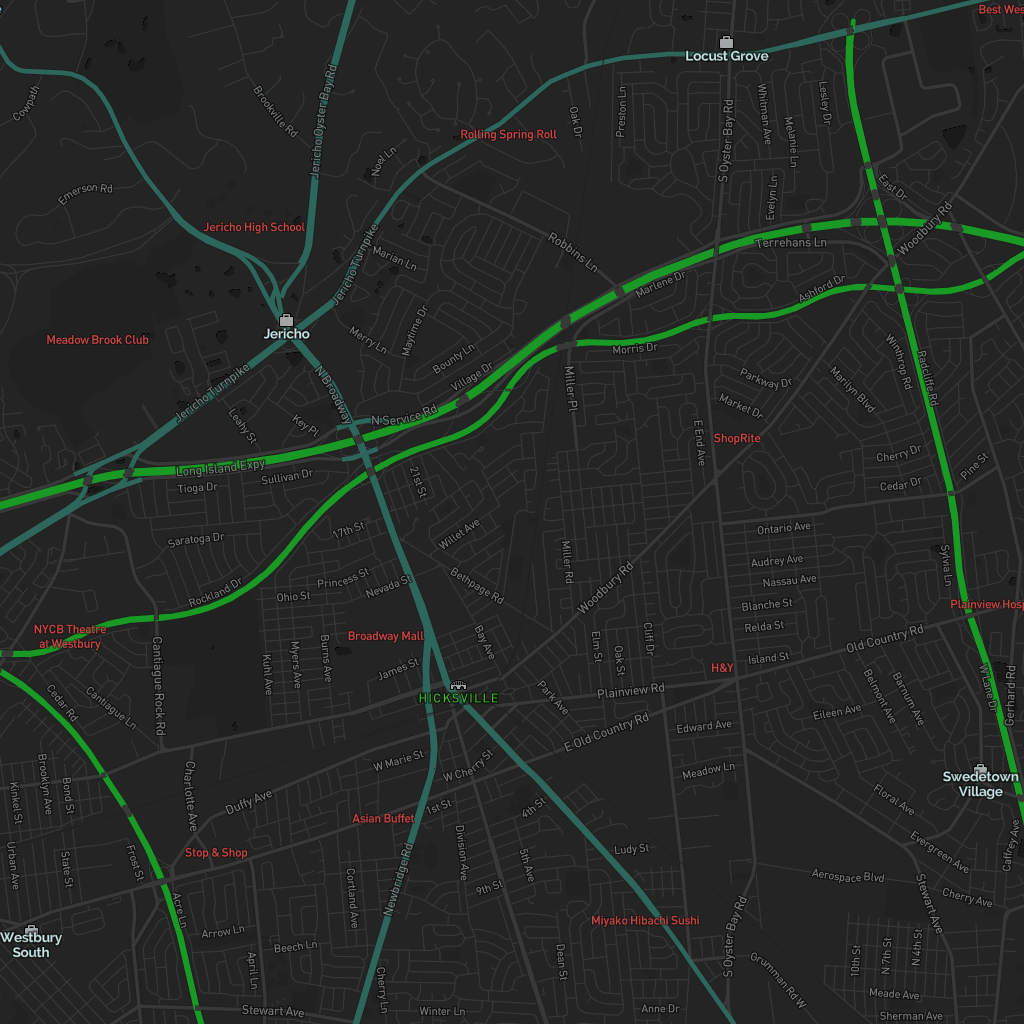 Best Wes
Locust Grove
Cowpath
Brookville Rd
Jericho Oyster Bay Rd
Rolling Spring Roll
Oak Dr
Preston Ln
S Oyster Bay Rd
Whitman Ave
Melanie Ln
Lesley Dr
Noel Ln
Emerson Rd
Evelyn Ln
East Dr
Woodbury Rd
Jericho High School
Jericho Turnpike
Marian Ln
Robbins Ln
Terrehans Ln
Marlene Dr
Ashford Dr
Jericho
Meadow Brook Club
Merry Ln
Maytime Dr
Bounty Ln
Village Dr
Morris Dr
Winthrop Rd
Radcliffe Rd
Jericho Turnpike
N Broadway
Miller Pl
Parkway Dr
Market Dr
Marilyn Blvd
Leahy St
Key Pl
N Service Rd
E End Ave
ShopRite
Cherry Dr
Pine St
Long Island Expy
Tioga Dr
Sullivan Dr
21st St
Cedar Dr
Saratoga Dr
17th St
Willet Ave
Ontario Ave
Miller Rd
Woodbury Rd
Audrey Ave
Nassau Ave
Sylvia Ln
Rockland Dr
Ohio St
Princess St
Nevada St
Bethpage Rd
Blanche St
Relda St
Plainview Hosp
NYCB Theatre
at Westbury
Cantiague Rock Rd
Kuhl Ave
Myers Ave
Burns Ave
Broadway Mall
Bay Ave
Elm St
Oak St
Cliff Dr
Old Country Rd
James St
H&Y
Island St
Cedar Rd
Cantiague Ln
HICKSVILLE
Park Ave
Plainview Rd
Belmont Ave
Barnum Ave
W Lane Dr
Gerhard Rd
Eileen Ave
E Old Country Rd
Edward Ave
W Marie St
W Cherry St
Meadow Ln
Swedetown
Village
Kinkel St
Brooklyn Ave
Bond St
Charlotte Ave
Duffy Ave
Asian Buffet
1st St
4th St
Floral Ave
Urban Ave
State St
Frost St
Stop & Shop
Division Ave
5th Ave
Ludy St
Evergreen Ave
Caffrey Ave
Acre Ln
Cortland Ave
Newbridge Rd
9th St
Aerospace Blvd
Stewart Ave
Cherry Ave
Westbury
South
Arrow Ln
Beech Ln
Miyako Hibachi Sushi
S Oyster Bay Rd
10th St
N 7th St
N 4th St
April Ln
Cherry Ln
Dean St
Grumman Rd W
Meade Ave
Stewart Ave
Winter Ln
Anne Dr
Sherman Ave